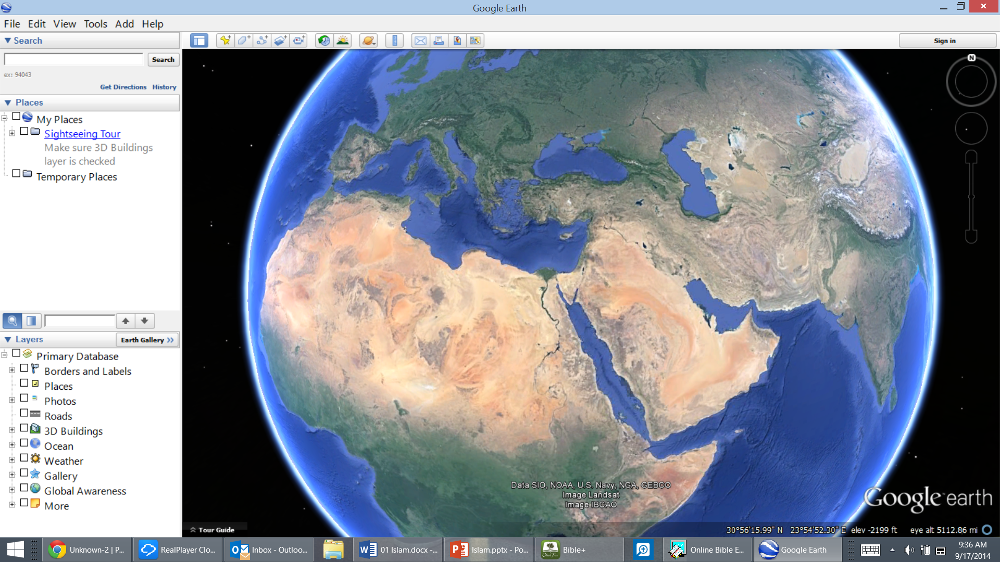 Google Earth
File Edit View Tools Add Help
Search
Search
ex: 94043
Get Directions History
Places
My Places
Sightseeing Tour
Make sure 3D Buildings
layer is checked
Temporary Places
Layers
Earth Gallery >>
Primary Database
Borders and Labels
Places
Photos
Roads
3D Buildings
Ocean
Weather
Gallery
Global Awareness
More
Sign in
N
Data SIO, NOAA, U.S. Navy, NGA, GEBCO
Image Landsat
Image IBCAO
Google earth
Tour Guide
30°56'15.99" N 23°54'52.30" E elev -2199 ft eye alt 5112.86 mi
Unknown-2 | P...
RealPlayer Clo...
Inbox - Outloo...
01 Islam.docx -...
Islam.pptx - Po...
Bible+
Online Bible E...
Google Earth
9:36 AM
9/17/2014